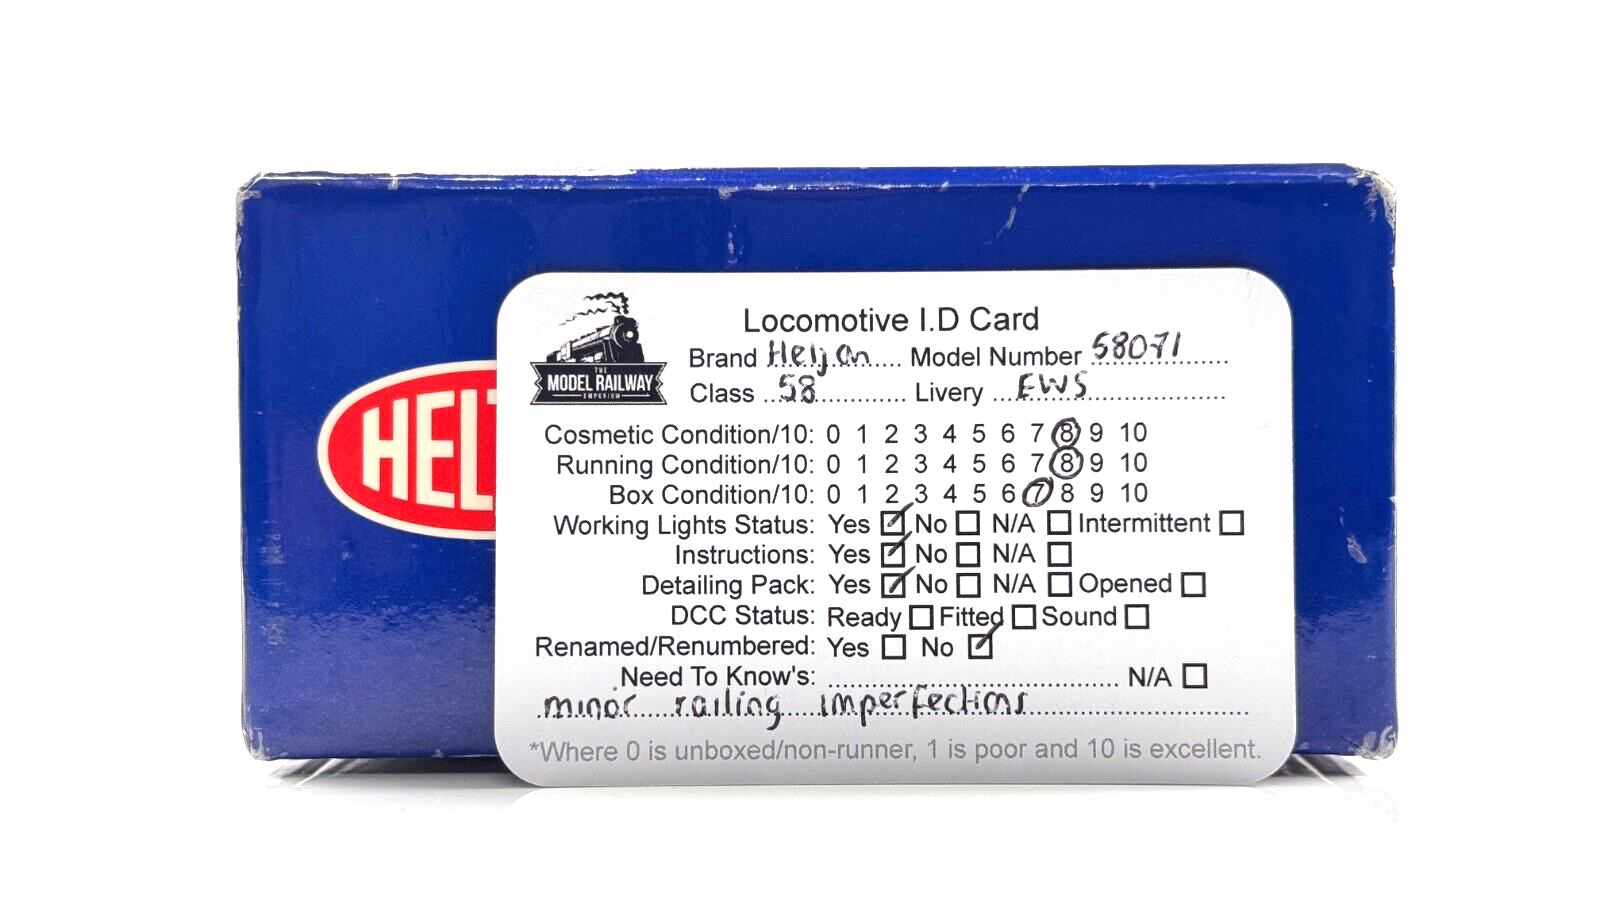 HELJ
THE
MODEL RAILWAY
EMPORIUM
Locomotive I.D Card
Brand Heljan Model Number 58071
Class 58 Livery EWS
Cosmetic Condition/10: 0 1 2 3 4 5 6 7 8 9 10
Running Condition/10: 0 1 2 3 4 5 6 7 8 9 10
Box Condition/10: 0 1 2 3 4 5 6 7 8 9 10
Working Lights Status: Yes ☑ No ☐ N/A ☐ Intermittent ☐
Instructions: Yes ☑ No ☐ N/A ☐
Detailing Pack: Yes ☑ No ☐ N/A ☐ Opened ☐
DCC Status: Ready ☐ Fitted ☐ Sound ☐
Renamed/Renumbered: Yes ☐ No ☑
Need To Know's: .................................... N/A ☐
minor railing imperfections
*Where 0 is unboxed/non-runner, 1 is poor and 10 is excellent.